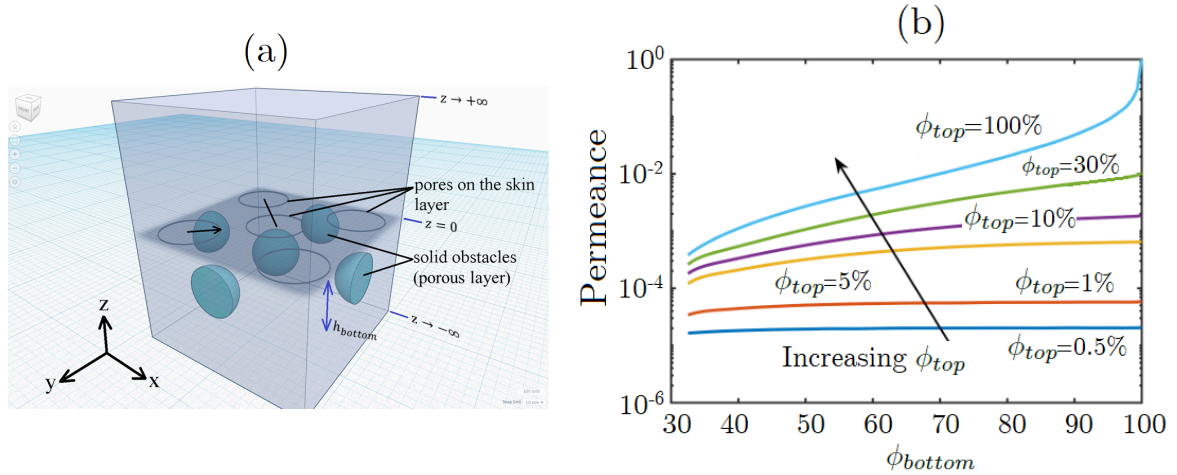 (a)
z → +∞
pores on the skin
layer
z = 0
solid obstacles
(porous layer)
h_bottom
z → -∞
z
y
x
(b)
Permeance
10^0
10^-2
10^-4
10^-6
ϕ_top=100%
ϕ_top=30%
ϕ_top=10%
ϕ_top=5%
ϕ_top=1%
Increasing ϕ_top
ϕ_top=0.5%
30 40 50 60 70 80 90 100
ϕ_bottom